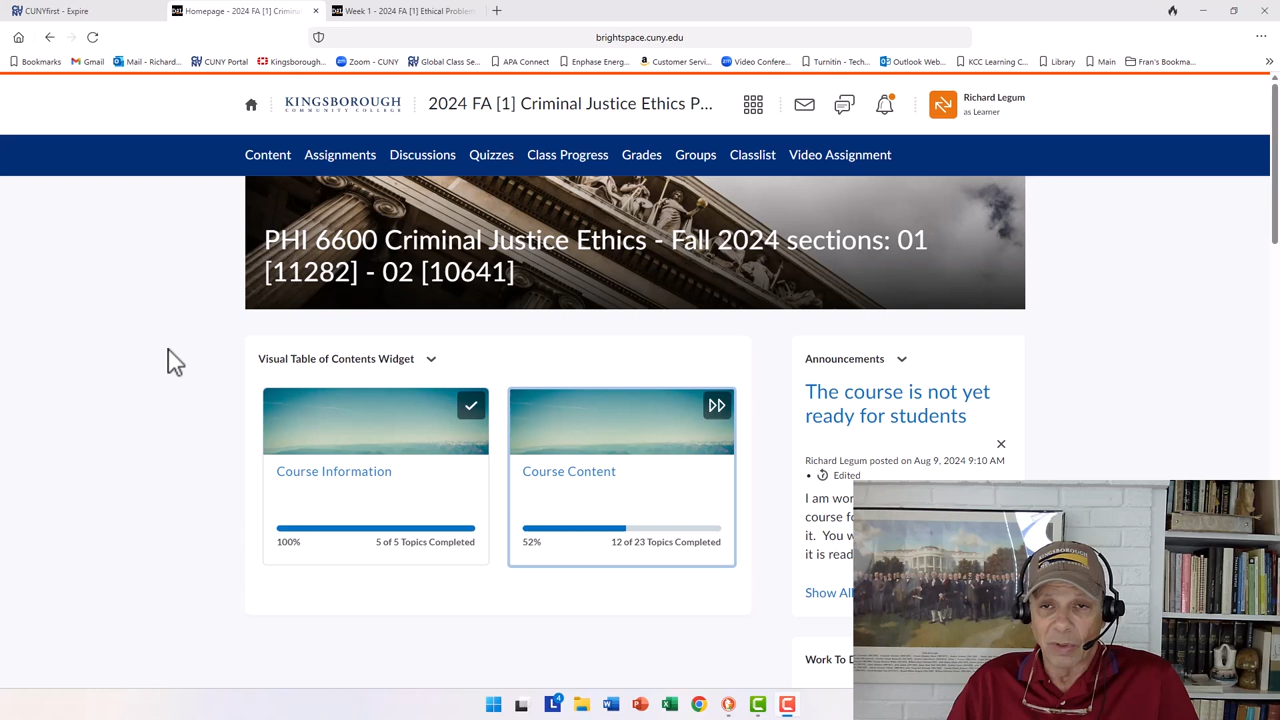 CUNYfirst - Expire
Homepage - 2024 FA [1] Crimina
Week 1 - 2024 FA [1] Ethical Problem
brightspace.cuny.edu
Bookmarks
Gmail
Mail - Richard...
CUNY Portal
Kingsborough...
Zoom - CUNY
Global Class Se...
APA Connect
Enphase Energ...
Customer Servi...
Video Confere...
Turnitin - Tech...
Outlook Web...
KCC Learning C...
Library
Main
Fran's Bookma...
KINGSBOROUGH
COMMUNITY COLLEGE
2024 FA [1] Criminal Justice Ethics P...
Richard Legum
as Learner
Content
Assignments
Discussions
Quizzes
Class Progress
Grades
Groups
Classlist
Video Assignment
PHI 6600 Criminal Justice Ethics - Fall 2024 sections: 01
[11282] - 02 [10641]
Visual Table of Contents Widget
Course Information
100%
5 of 5 Topics Completed
Course Content
52%
12 of 23 Topics Completed
Announcements
The course is not yet
ready for students
Richard Legum posted on Aug 9, 2024 9:10 AM
• Edited
I am wor
course fo
it. You w
it is read
Show All
Work To D
KINGSBOROUGH
4